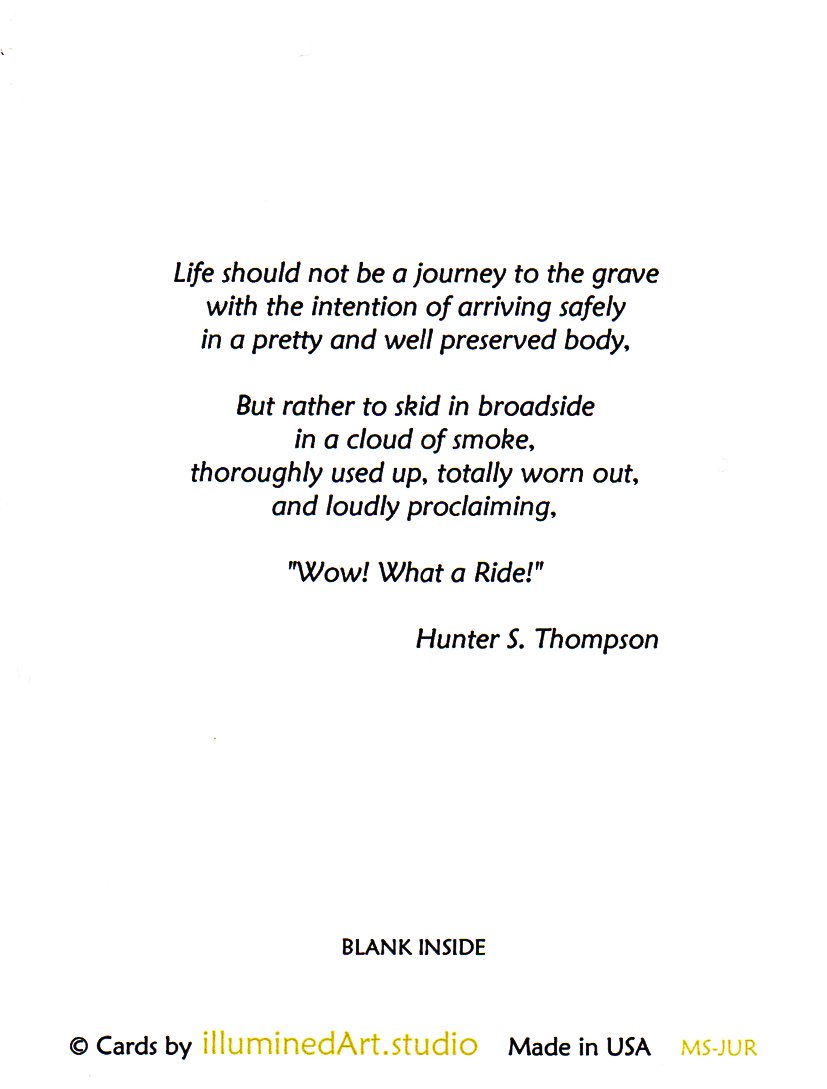 Life should not be a journey to the grave
with the intention of arriving safely
in a pretty and well preserved body,
But rather to skid in broadside
in a cloud of smoke,
thoroughly used up, totally worn out,
and loudly proclaiming,
"Wow! What a Ride!"
Hunter S. Thompson
BLANK INSIDE
© Cards by illuminedArt.studio Made in USA MS-JUR